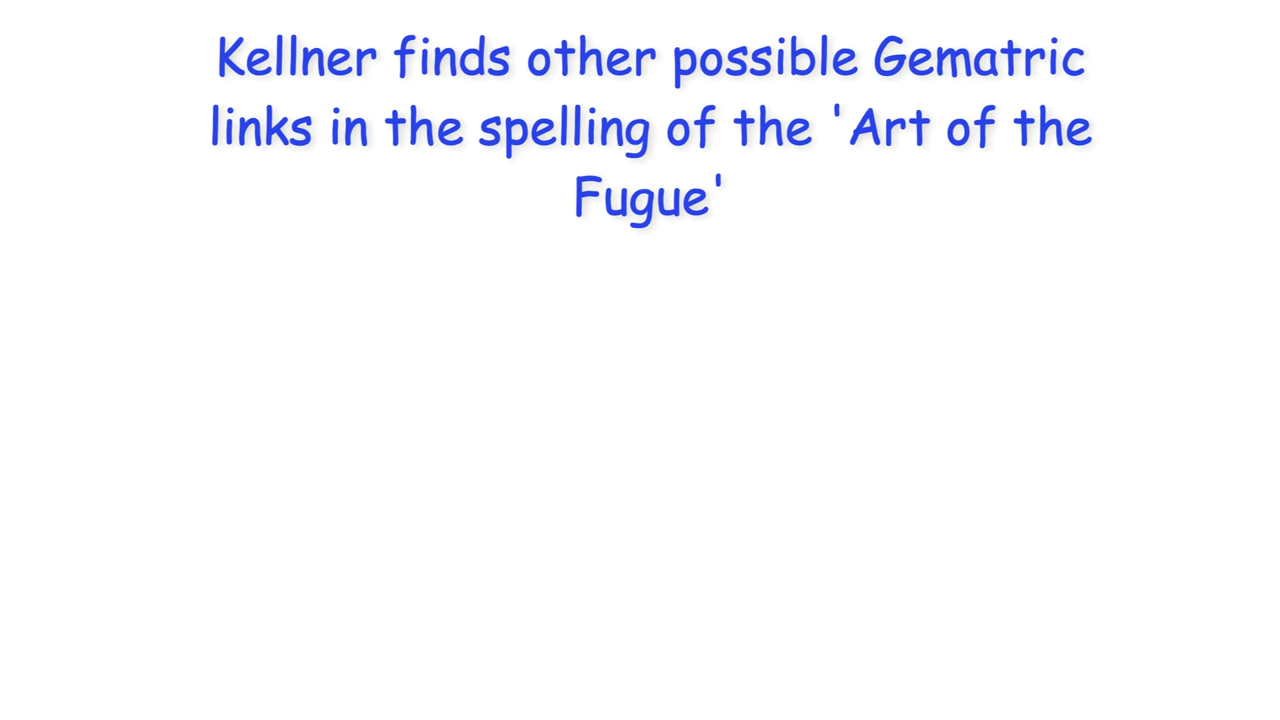 Kellner finds other possible Gematric
links in the spelling of the 'Art of the
Fugue'